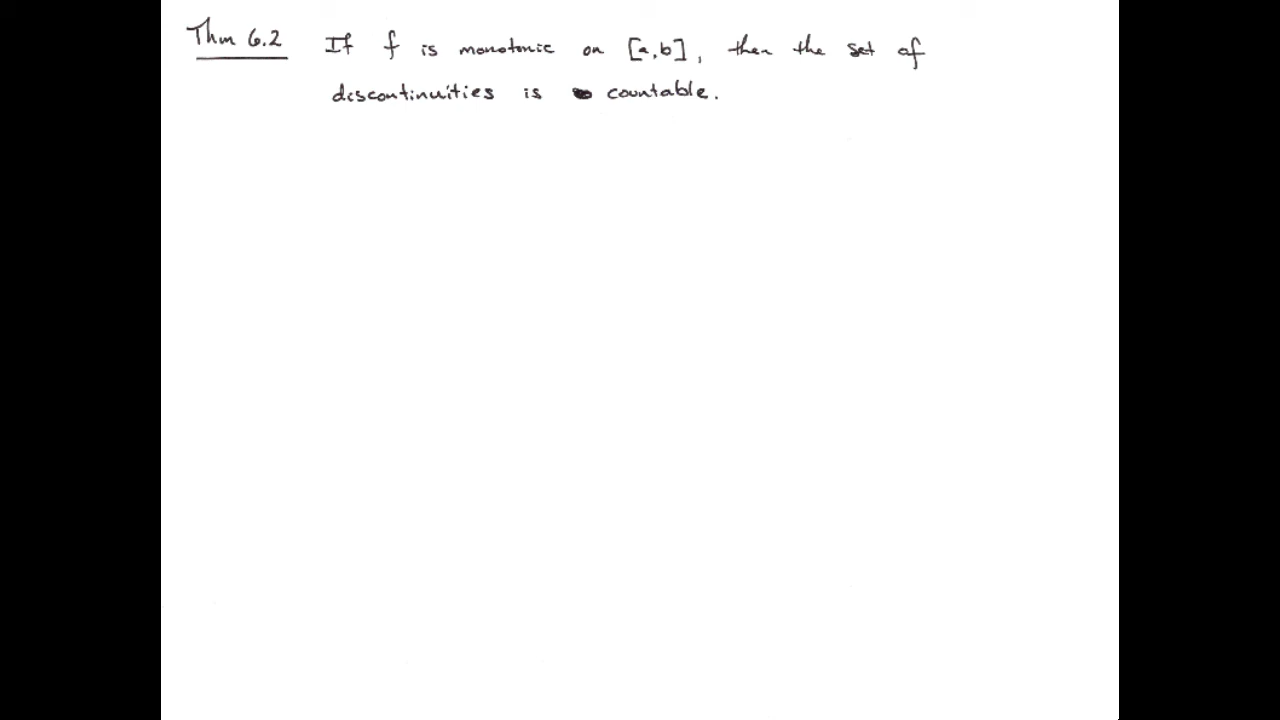 Thm 6.2 If f is monotonic on [a,b], then the set of
discontinuities is countable.